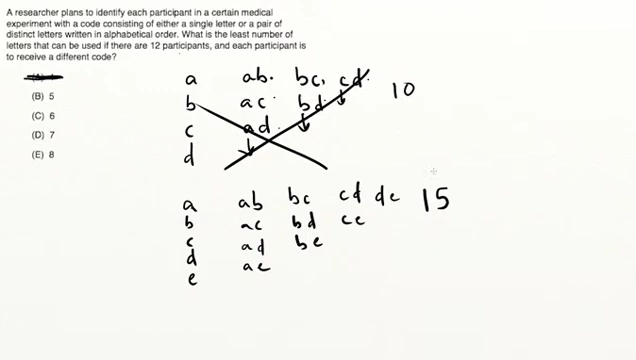 A researcher plans to identify each participant in a certain medical
experiment with a code consisting of either a single letter or a pair of
distinct letters written in alphabetical order. What is the least number of
letters that can be used if there are 12 participants, and each participant is
to receive a different code?
(B) 5
(C) 6
(D) 7
(E) 8
a ab. bc, cd. 10
b ac. bd.
c ad.
d
a ab bc cd de 15
b ac bd ce
c ad be
d ae
e